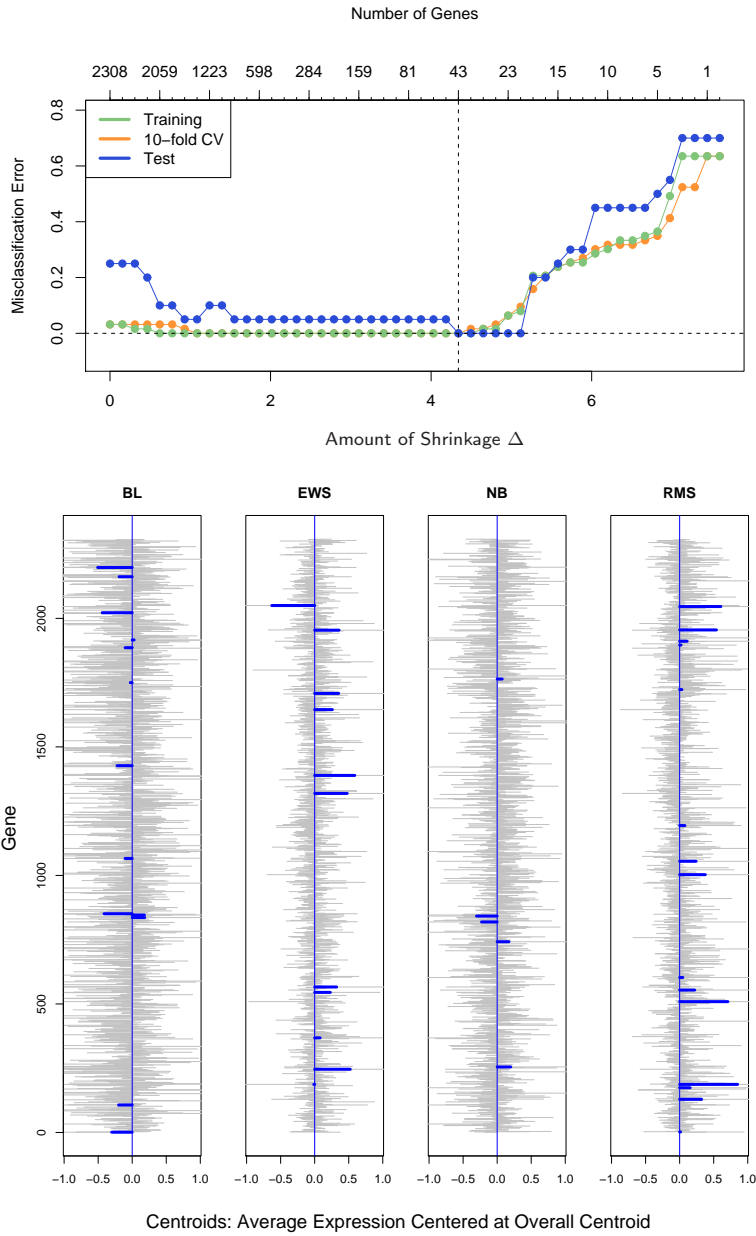 Number of Genes
2308 2059 1223 598 284 159 81 43 23 15 10 5 1
Misclassification Error
0.8
0.6
0.4
0.2
0.0
Training
10−fold CV
Test
0 2 4 6
Amount of Shrinkage Δ
BL EWS NB RMS
Gene
2000
1500
1000
500
0
−1.0 −0.5 0.0 0.5 1.0 −1.0 −0.5 0.0 0.5 1.0 −1.0 −0.5 0.0 0.5 1.0 −1.0 −0.5 0.0 0.5 1.0
Centroids: Average Expression Centered at Overall Centroid